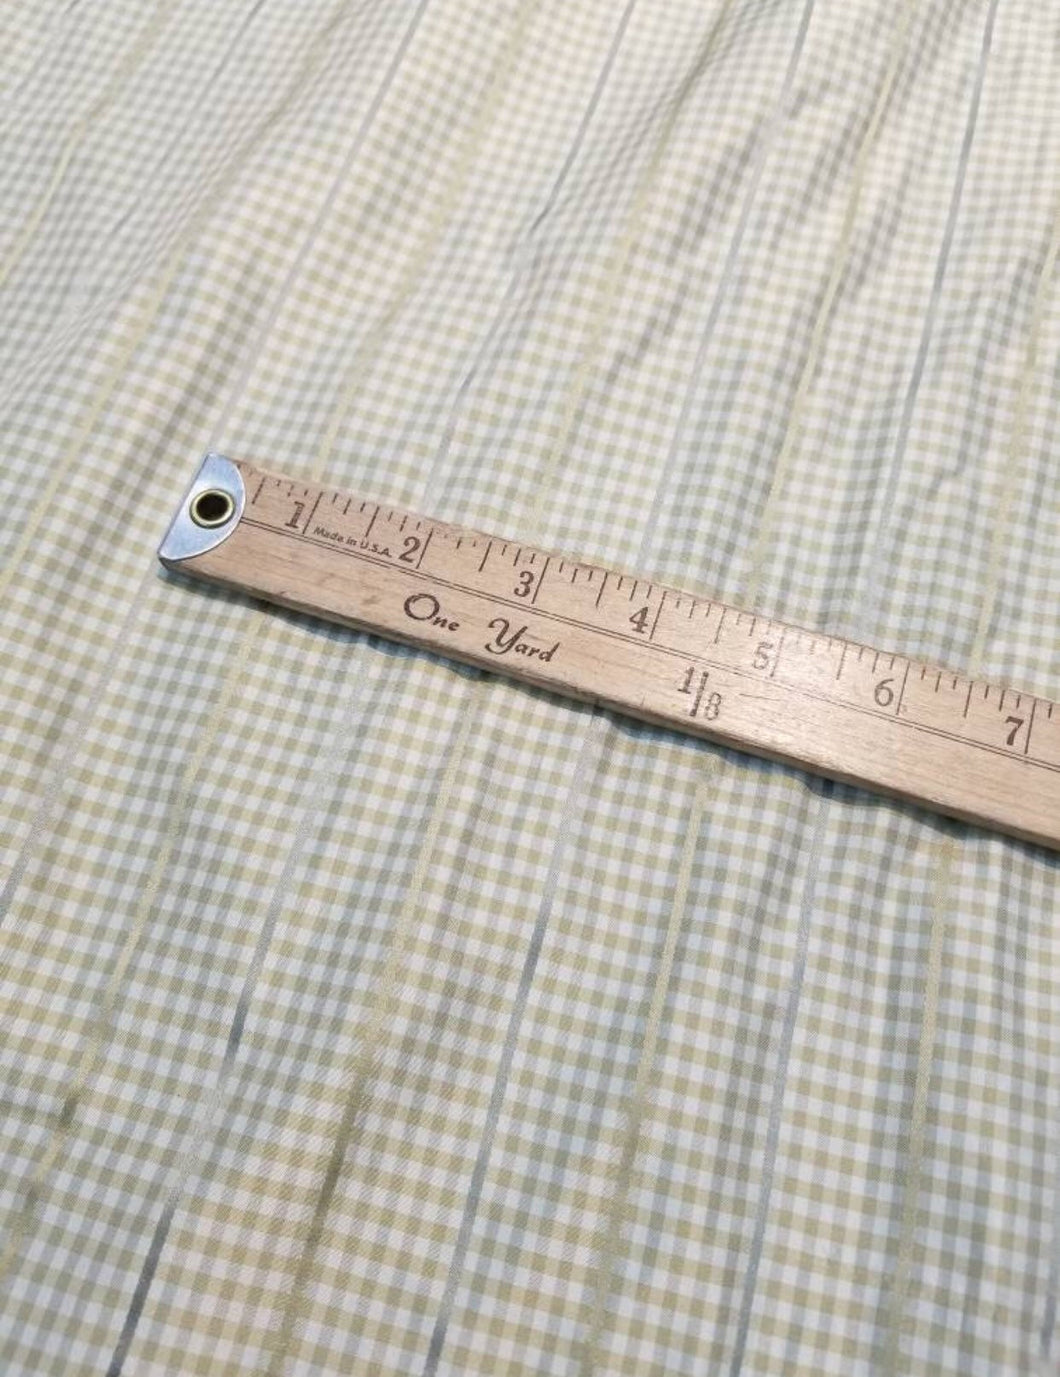 1 2 3 4 5 6 7
Made in U.S.A.
One Yard
1/8